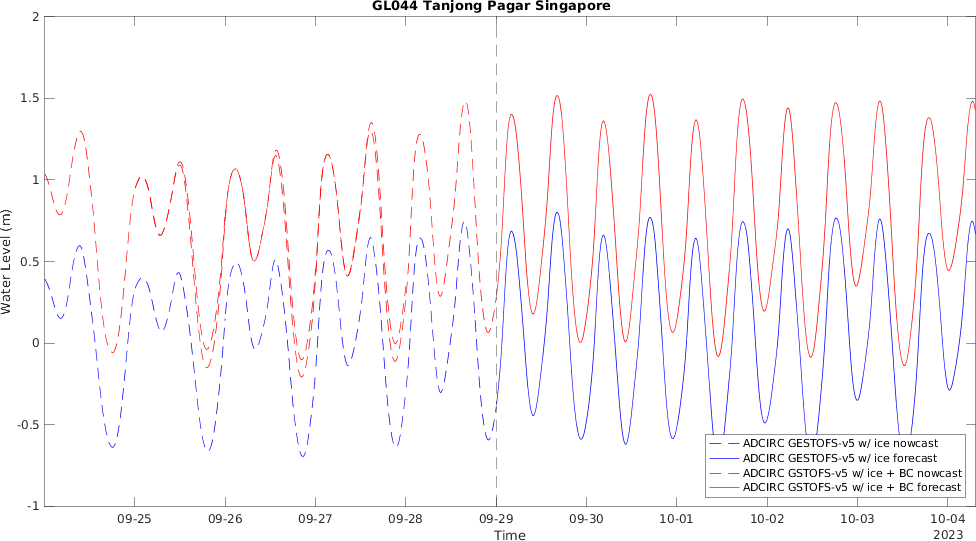 GL044 Tanjong Pagar Singapore
Water Level (m)
2
1.5
1
0.5
0
-0.5
-1
ADCIRC GESTOFS-v5 w/ ice nowcast
ADCIRC GESTOFS-v5 w/ ice forecast
ADCIRC GSTOFS-v5 w/ ice + BC nowcast
ADCIRC GSTOFS-v5 w/ ice + BC forecast
09-25 09-26 09-27 09-28 09-29 09-30 10-01 10-02 10-03 10-04
2023
Time